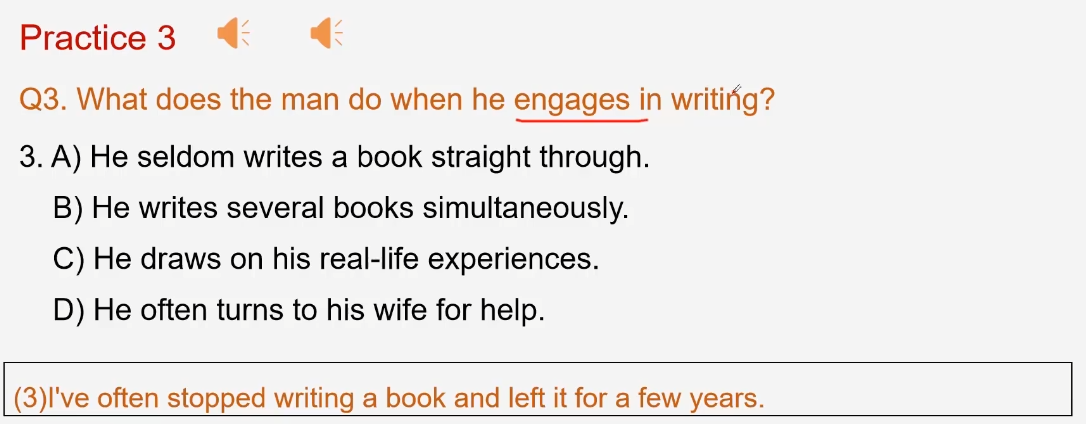 Practice 3
Q3. What does the man do when he engages in writing?
3. A) He seldom writes a book straight through.
B) He writes several books simultaneously.
C) He draws on his real-life experiences.
D) He often turns to his wife for help.
(3)I've often stopped writing a book and left it for a few years.